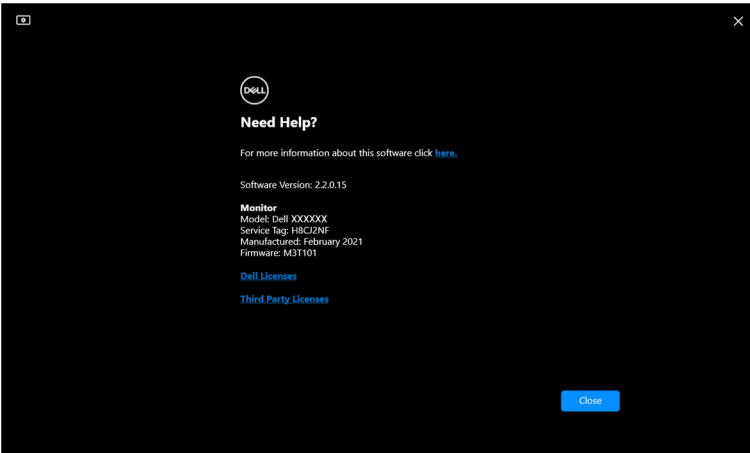 DELL
Need Help?
For more information about this software click here.
Software Version: 2.2.0.15
Monitor
Model: Dell XXXXXX
Service Tag: H8CJ2NF
Manufactured: February 2021
Firmware: M3T101
Dell Licenses
Third Party Licenses
Close